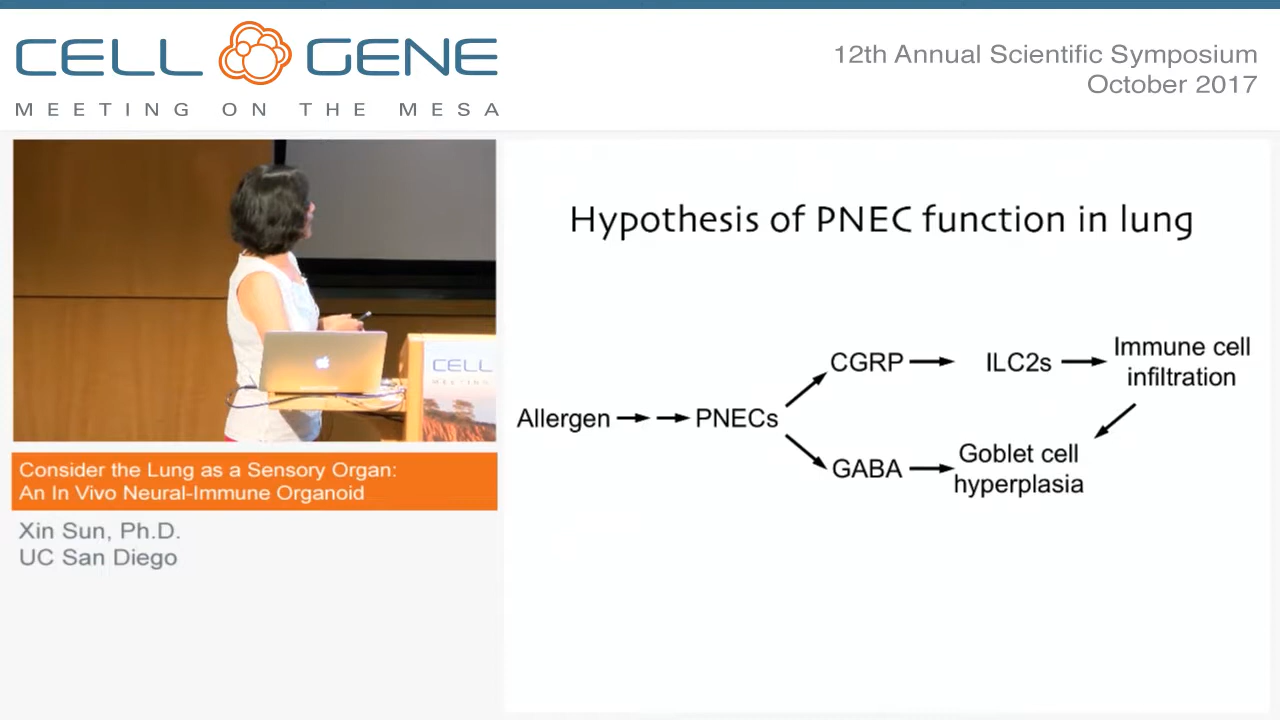 CELL GENE
MEETING ON THE MESA
12th Annual Scientific Symposium
October 2017
CELL
Consider the Lung as a Sensory Organ:
An In Vivo Neural-Immune Organoid
Xin Sun, Ph.D.
UC San Diego
Hypothesis of PNEC function in lung
Allergen
PNECs
CGRP
ILC2s
Immune cell
infiltration
GABA
Goblet cell
hyperplasia